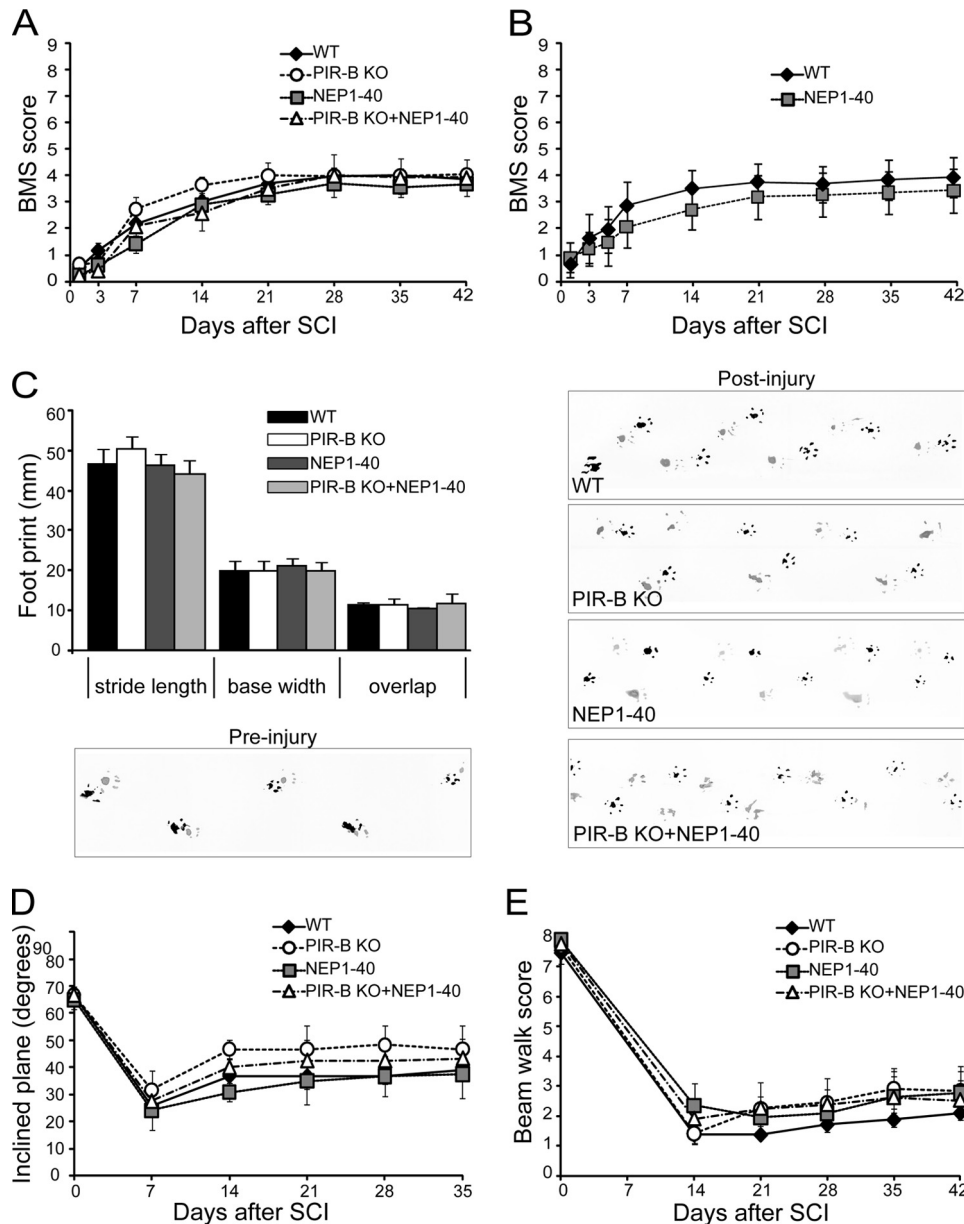 A
BMS score
9
8
7
6
5
4
3
2
1
0
WT
PIR-B KO
NEP1-40
PIR-B KO+NEP1-40
0 3 7 14 21 28 35 42
Days after SCI
B
BMS score
9
8
7
6
5
4
3
2
1
0
WT
NEP1-40
0 3 7 14 21 28 35 42
Days after SCI
C
Foot print (mm)
60
50
40
30
20
10
0
WT
PIR-B KO
NEP1-40
PIR-B KO+NEP1-40
stride length base width overlap
Pre-injury
Post-injury
WT
PIR-B KO
NEP1-40
PIR-B KO+NEP1-40
D
Inclined plane (degrees)
90
80
70
60
50
40
30
20
10
0
WT
PIR-B KO
NEP1-40
PIR-B KO+NEP1-40
0 7 14 21 28 35
Days after SCI
E
Beam walk score
8
7
6
5
4
3
2
1
0
WT
PIR-B KO
NEP1-40
PIR-B KO+NEP1-40
0 7 14 21 28 35 42
Days after SCI